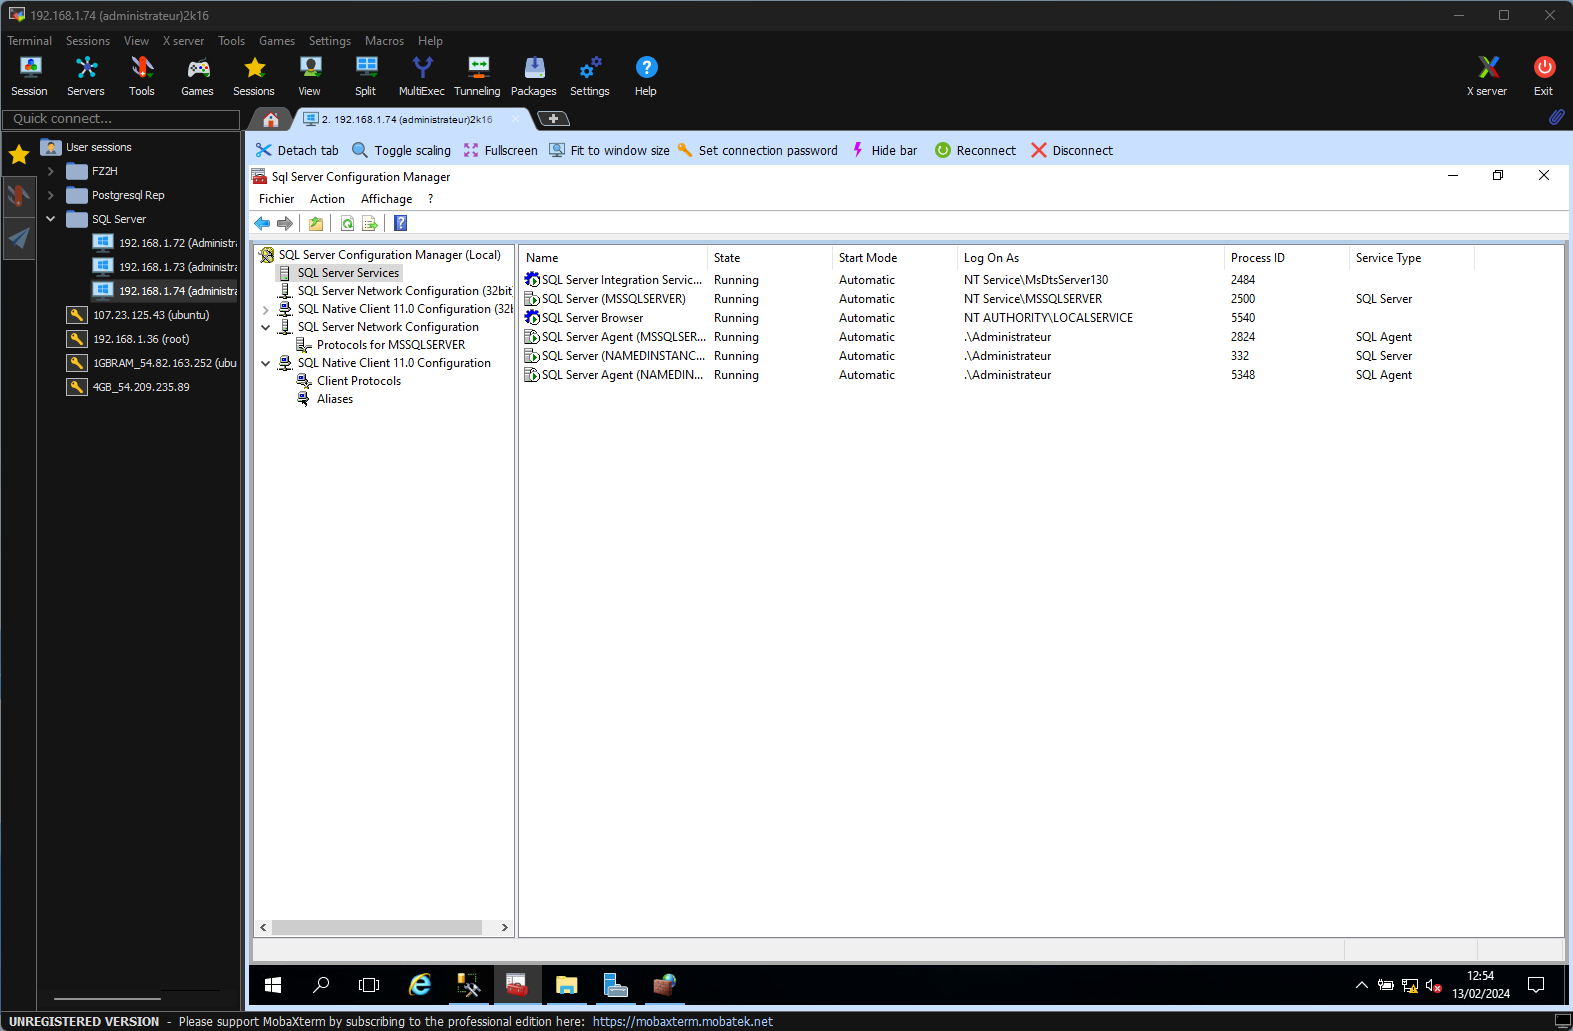 192.168.1.74 (administrateur)2k16
Terminal Sessions View X server Tools Games Settings Macros Help
Session Servers Tools Games Sessions View Split MultiExec Tunneling Packages Settings Help X server Exit
Quick connect...
2. 192.168.1.74 (administrateur)2k16
User sessions
FZ2H
Postgresql Rep
SQL Server
192.168.1.72 (Administra
192.168.1.73 (administra
192.168.1.74 (administra
107.23.125.43 (ubuntu)
192.168.1.36 (root)
1GBRAM_54.82.163.252 (ubu
4GB_54.209.235.89
Detach tab Toggle scaling Fullscreen Fit to window size Set connection password Hide bar Reconnect Disconnect
Sql Server Configuration Manager
Fichier Action Affichage ?
SQL Server Configuration Manager (Local)
SQL Server Services
SQL Server Network Configuration (32bit
SQL Native Client 11.0 Configuration (32b
SQL Server Network Configuration
Protocols for MSSQLSERVER
SQL Native Client 11.0 Configuration
Client Protocols
Aliases
Name State Start Mode Log On As Process ID Service Type
SQL Server Integration Servic... Running Automatic NT Service\MsDtsServer130 2484
SQL Server (MSSQLSERVER) Running Automatic NT Service\MSSQLSERVER 2500 SQL Server
SQL Server Browser Running Automatic NT AUTHORITY\LOCALSERVICE 5540
SQL Server Agent (MSSQLSER... Running Automatic .\Administrateur 2824 SQL Agent
SQL Server (NAMEDINSTANC... Running Automatic .\Administrateur 332 SQL Server
SQL Server Agent (NAMEDIN... Running Automatic .\Administrateur 5348 SQL Agent
12:54
13/02/2024
UNREGISTERED VERSION - Please support MobaXterm by subscribing to the professional edition here: https://mobaxterm.mobatek.net